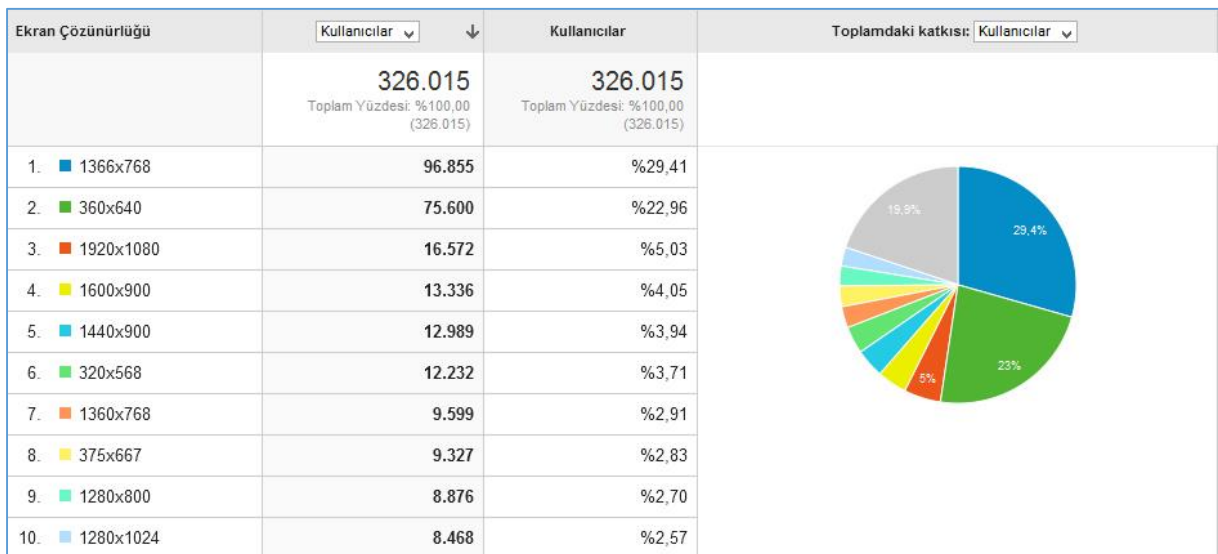 Ekran Çözünürlüğü Kullanıcılar Kullanıcılar Toplamdaki katkısı: Kullanıcılar
326.015 326.015
Toplam Yüzdesi: %100,00 Toplam Yüzdesi: %100,00
(326.015) (326.015)
1. 1366x768 96.855 %29,41
2. 360x640 75.600 %22,96
3. 1920x1080 16.572 %5,03
4. 1600x900 13.336 %4,05
5. 1440x900 12.989 %3,94
6. 320x568 12.232 %3,71
7. 1360x768 9.599 %2,91
8. 375x667 9.327 %2,83
9. 1280x800 8.876 %2,70
10. 1280x1024 8.468 %2,57
19,9%
29,4%
23%
5%